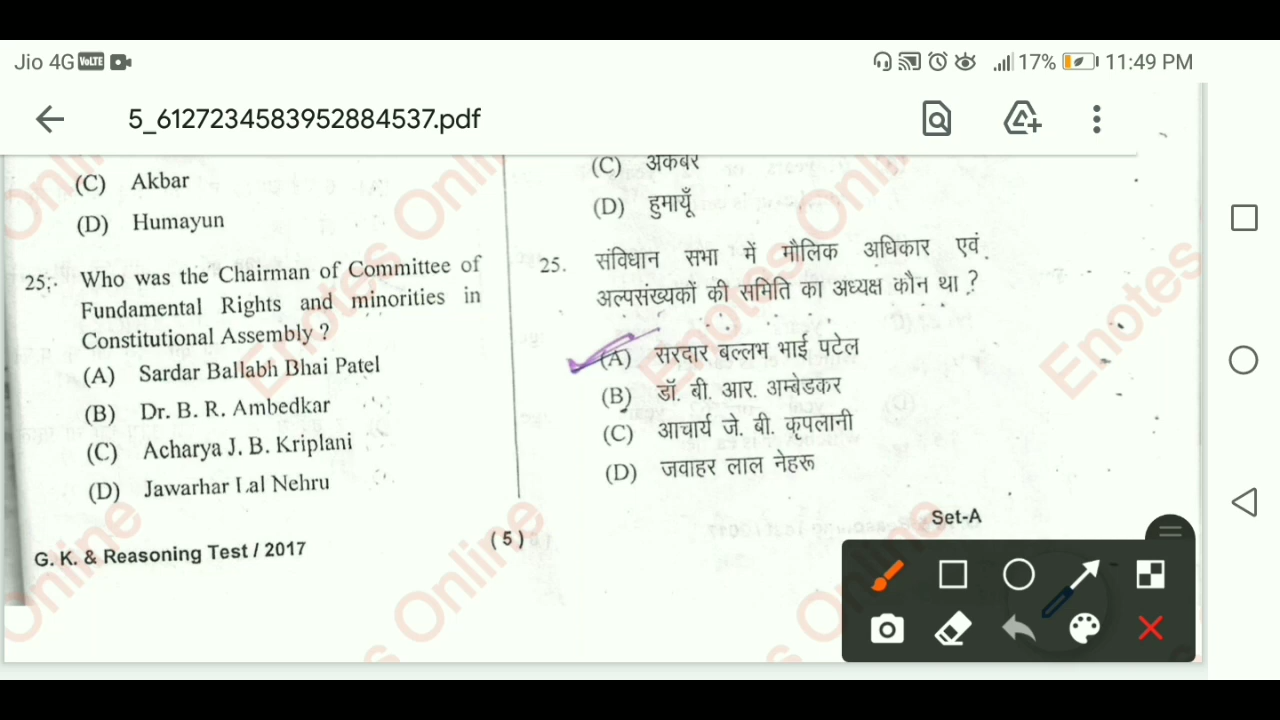 Jio 4G VoLTE
17% 11:49 PM
5_6127234583952884537.pdf
(C) Akbar
(D) Humayun
25. Who was the Chairman of Committee of
Fundamental Rights and minorities in
Constitutional Assembly ?
(A) Sardar Ballabh Bhai Patel
(B) Dr. B. R. Ambedkar
(C) Acharya J. B. Kriplani
(D) Jawarhar Lal Nehru
(C) अकबर
(D) हुमायूँ
25. संविधान सभा में मौलिक अधिकार एवं
अल्पसंख्यकों की समिति का अध्यक्ष कौन था ?
(A) सरदार बल्लभ भाई पटेल
(B) डॉ. बी. आर. अम्बेडकर
(C) आचार्य जे. बी. कृपलानी
(D) जवाहर लाल नेहरू
G. K. & Reasoning Test / 2017
( 5 )
Set-A
Enotes Online